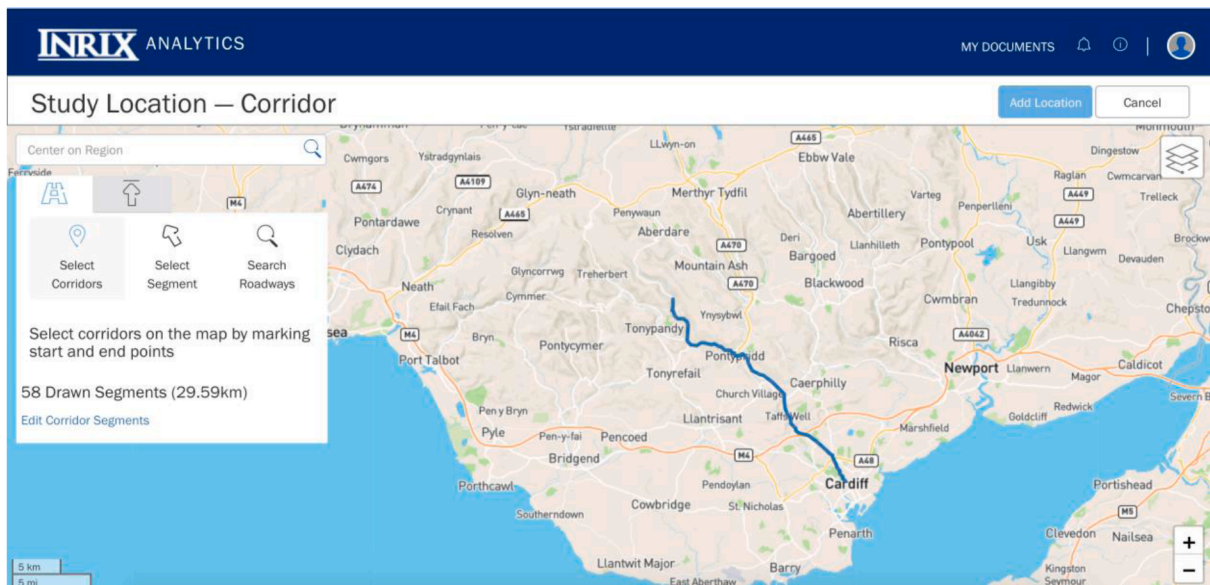 INRIX ANALYTICS
MY DOCUMENTS
Study Location — Corridor
Add Location
Cancel
Center on Region
Select Corridors
Select Segment
Search Roadways
Select corridors on the map by marking
start and end points
58 Drawn Segments (29.59km)
Edit Corridor Segments
5 km
5 mi
Ystradfellte
LLwyn-on
A465
Ebbw Vale
Monmouth
Dingestow
Ferryside
Cwmgors
Ystradgynlais
Raglan
Cwmcarvan
A474
A4109
Glyn-neath
Merthyr Tydfil
Varteg
Penperlleni
A449
Trelleck
M4
Pontardawe
Crynant
A465
Penywaun
Abertillery
A449
Resolven
Aberdare
Deri
Llanhilleth
Pontypool
Usk
Clydach
A470
Bargoed
Llangwm
Devauden
Glyncorrwg
Treherbert
Mountain Ash
Neath
A470
Blackwood
Llangibby
Efail Fach
Cymmer
Cwmbran
Tredunnock
Ynysybwl
Tonypandy
M4
Bryn
Pontycymer
Risca
A4042
Port Talbot
Pontypridd
Newport
Llanwern
Caldicot
Tonyrefail
Caerphilly
Magor
Church Village
Pen y Bryn
Llantrisant
Taffs Well
Goldcliff
Redwick
Pyle
Pen-y-fai
Pencoed
Marshfield
Bridgend
M4
A48
Porthcawl
Pendoylan
Cardiff
Portishead
Cowbridge
St. Nicholas
M5
Southerndown
Penarth
Clevedon
Nailsea
Llantwit Major
Barry
Kingston
Seymour
East Aberthaw